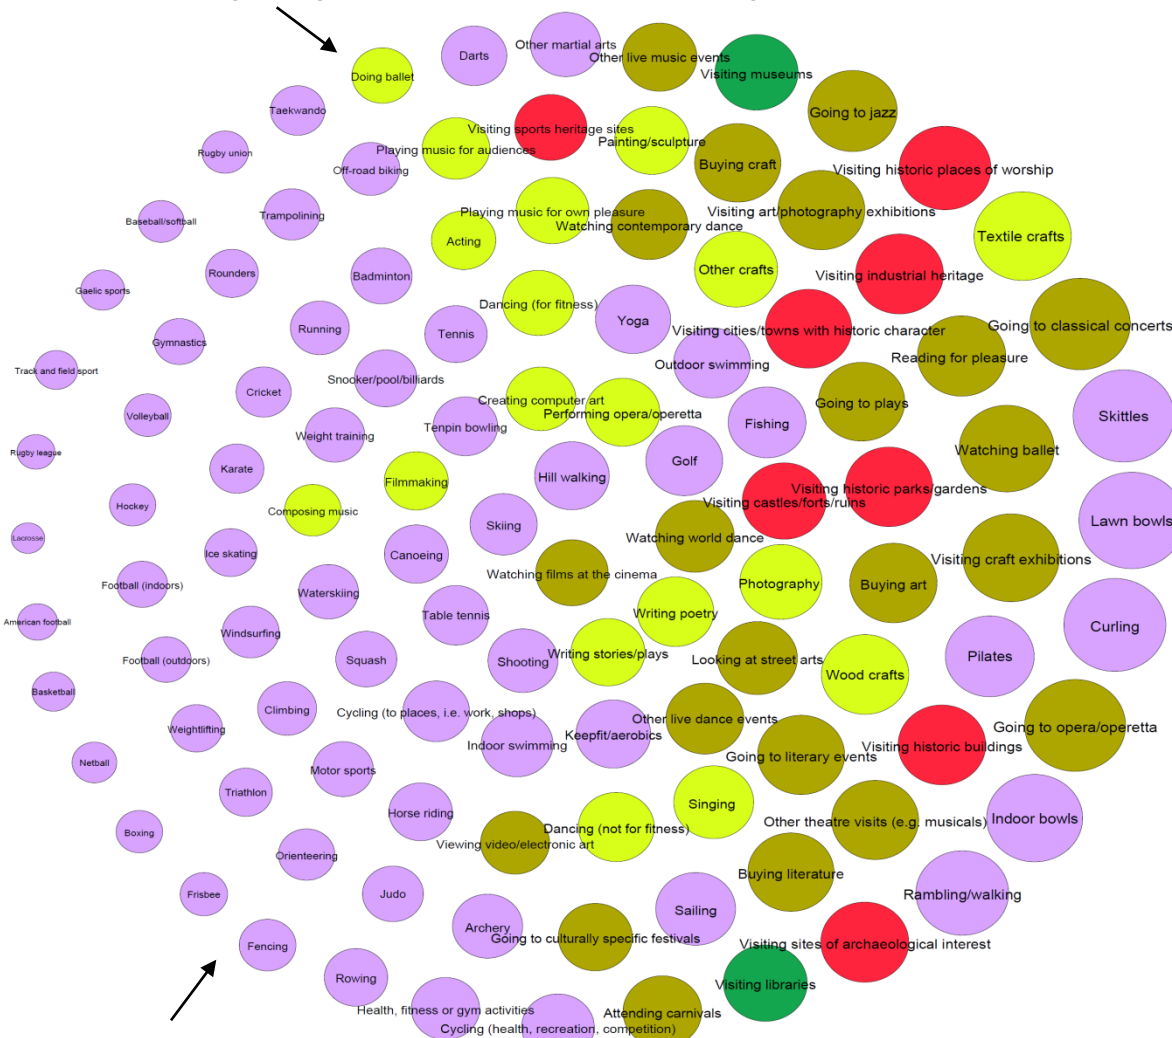 Doing ballet
Darts
Other martial arts
Other live music events
Visiting museums
Going to jazz
Taekwando
Visiting sports heritage sites
Painting/sculpture
Rugby union
Playing music for audiences
Off-road biking
Buying craft
Visiting historic places of worship
Baseball/softball
Trampolining
Playing music for own pleasure
Watching contemporary dance
Visiting art/photography exhibitions
Textile crafts
Acting
Rounders
Badminton
Other crafts
Visiting industrial heritage
Gaelic sports
Dancing (for fitness)
Gymnastics
Running
Tennis
Yoga
Visiting cities/towns with historic character
Going to classical concerts
Reading for pleasure
Track and field sport
Cricket
Snooker/pool/billiards
Outdoor swimming
Creating computer art
Performing opera/operetta
Going to plays
Skittles
Volleyball
Weight training
Tenpin bowling
Fishing
Watching ballet
Rugby league
Karate
Filmmaking
Hill walking
Golf
Visiting castles/forts/ruins
Visiting historic parks/gardens
Hockey
Composing music
Skiing
Lawn bowls
Lacrosse
Ice skating
Canoeing
Watching world dance
Visiting craft exhibitions
Football (indoors)
Waterskiing
Watching films at the cinema
Photography
Buying art
American football
Windsurfing
Table tennis
Writing poetry
Curling
Football (outdoors)
Squash
Shooting
Writing stories/plays
Looking at street arts
Wood crafts
Pilates
Basketball
Climbing
Cycling (to places, i.e. work, shops)
Weightlifting
Indoor swimming
Keepfit/aerobics
Other live dance events
Going to literary events
Visiting historic buildings
Going to opera/operetta
Netball
Motor sports
Triathlon
Horse riding
Singing
Boxing
Viewing video/electronic art
Dancing (not for fitness)
Other theatre visits (e.g. musicals)
Indoor bowls
Orienteering
Buying literature
Frisbee
Judo
Archery
Sailing
Rambling/walking
Fencing
Going to culturally specific festivals
Visiting sites of archaeological interest
Rowing
Visiting libraries
Health, fitness or gym activities
Attending carnivals
Cycling (health, recreation, competition)